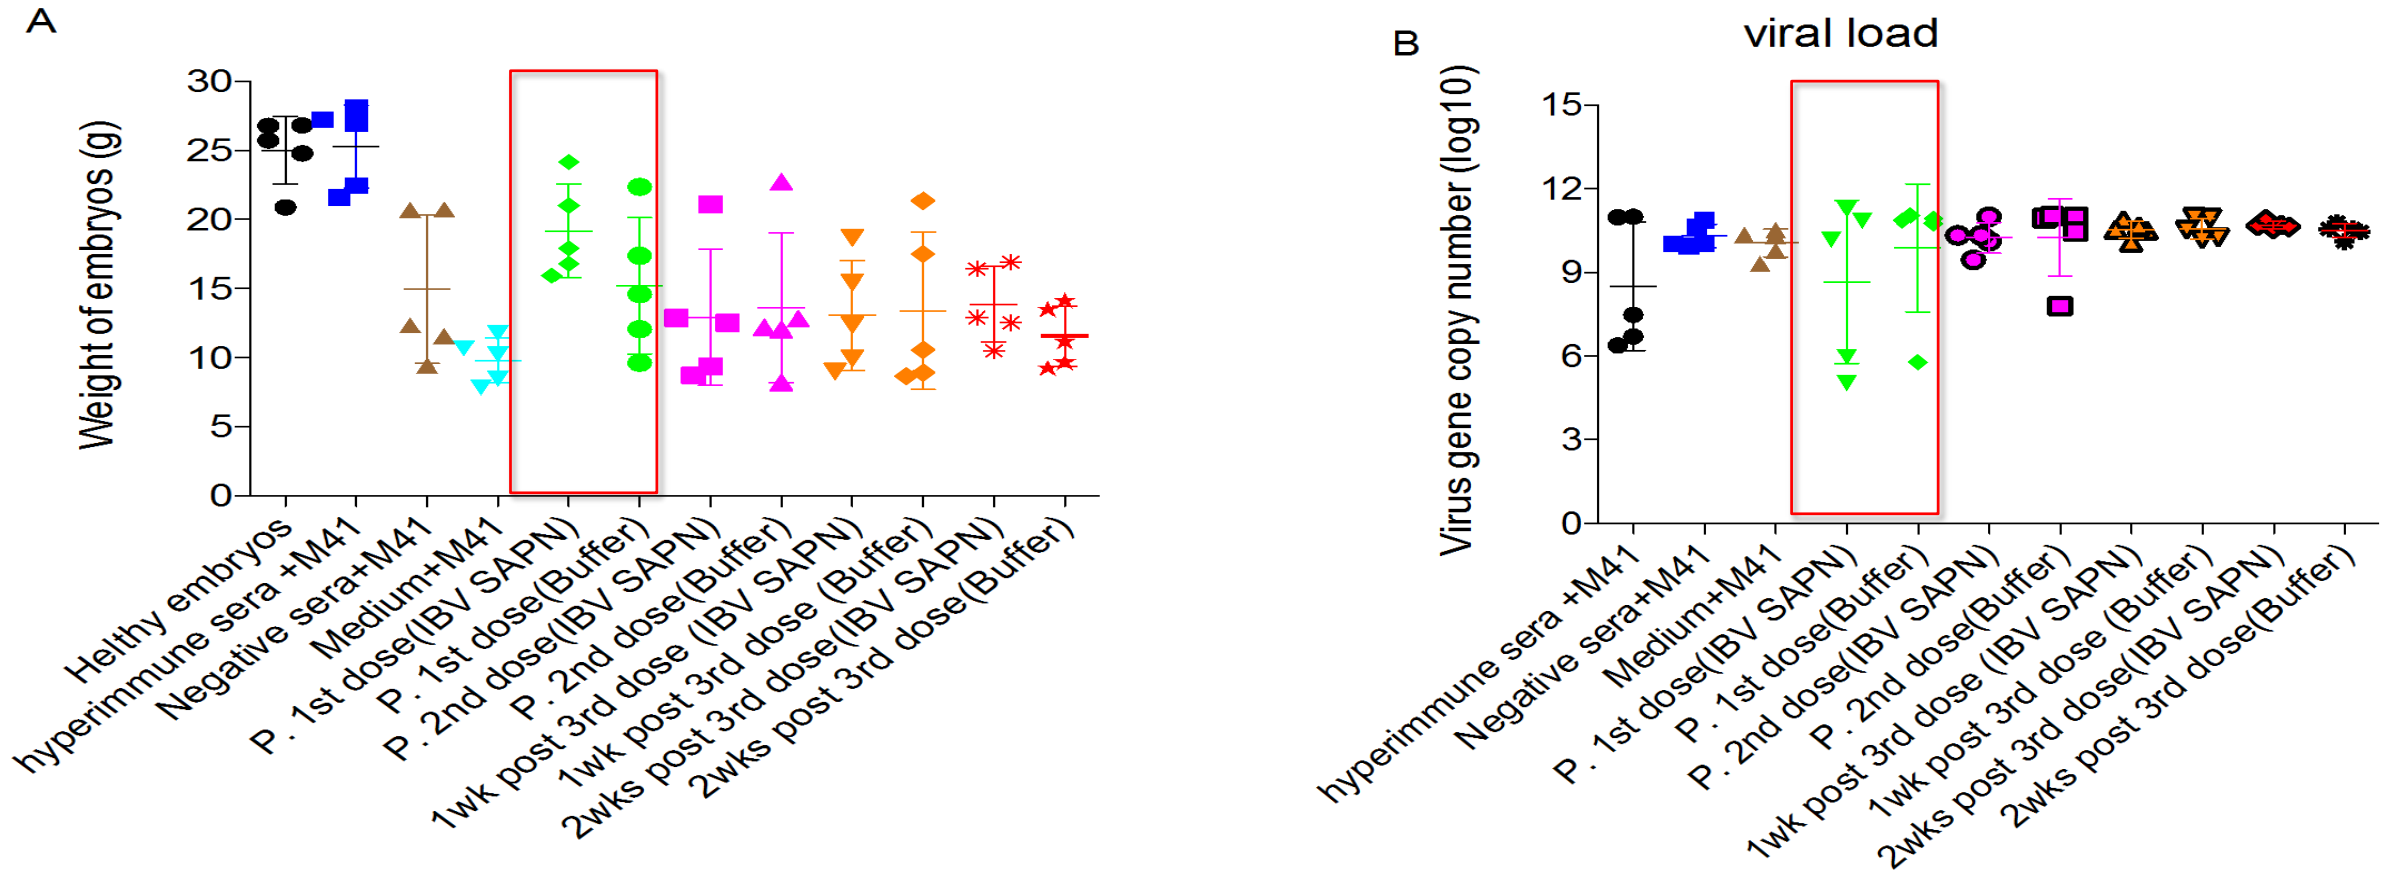 A
Weight of embryos (g)
30
25
20
15
10
5
0
Helthy embryos
hyperimmune sera +M41
Negative sera+M41
Medium+M41
P. 1st dose(IBV SAPN)
P. 1st dose(Buffer)
P. 2nd dose(IBV SAPN)
P. 2nd dose(Buffer)
1wk post 3rd dose (IBV SAPN)
1wk post 3rd dose (Buffer)
2wks post 3rd dose(IBV SAPN)
2wks post 3rd dose(Buffer)
B
viral load
Virus gene copy number (log10)
15
12
9
6
3
0
hyperimmune sera +M41
Negative sera+M41
Medium+M41
P. 1st dose(IBV SAPN)
P. 1st dose(Buffer)
P. 2nd dose(IBV SAPN)
P. 2nd dose(Buffer)
1wk post 3rd dose (IBV SAPN)
1wk post 3rd dose (Buffer)
2wks post 3rd dose(IBV SAPN)
2wks post 3rd dose(Buffer)